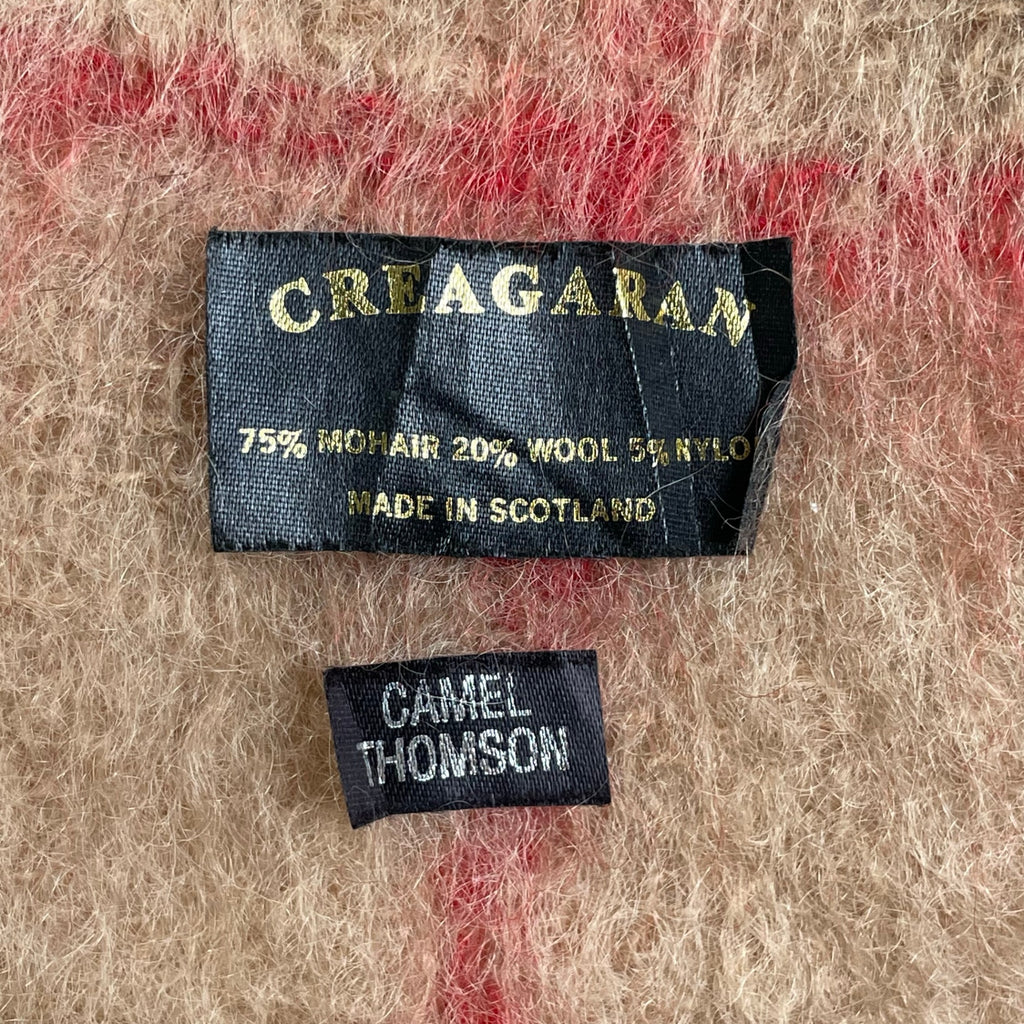 CREAGARAN
75% MOHAIR 20% WOOL 5% NYLO
MADE IN SCOTLAND
CAMEL
THOMSON